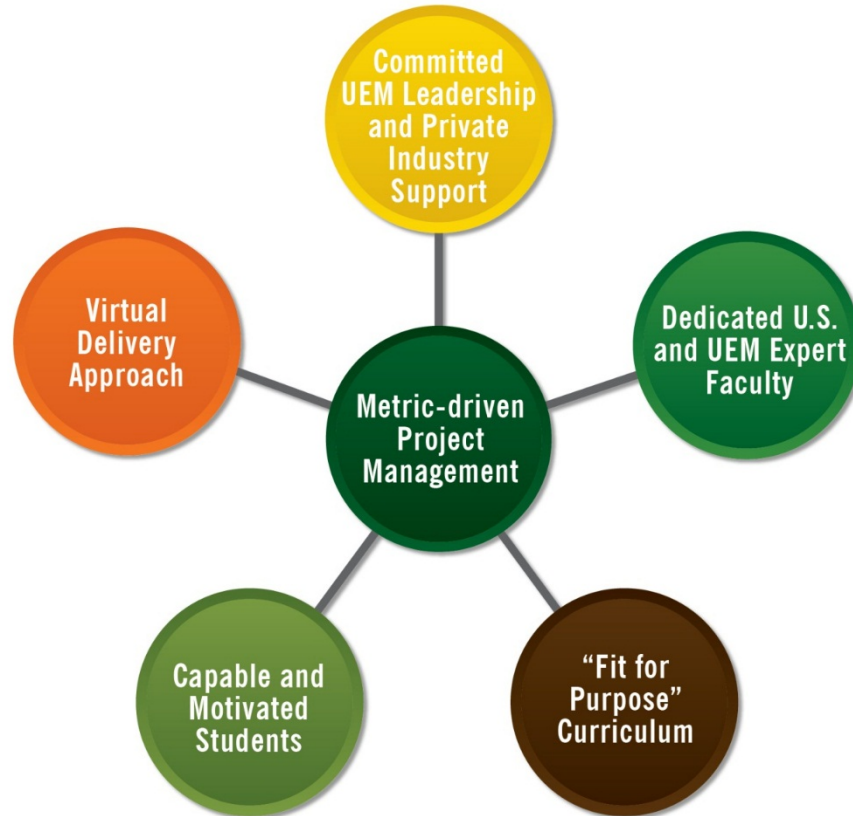 Committed
UEM Leadership
and Private
Industry
Support
Virtual
Delivery
Approach
Dedicated U.S.
and UEM Expert
Faculty
Metric-driven
Project
Management
Capable and
Motivated
Students
“Fit for
Purpose”
Curriculum